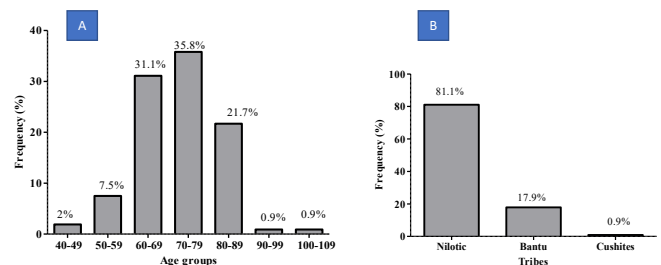 A
Frequency (%)
40
30
20
10
0
2%
7.5%
31.1%
35.8%
21.7%
0.9%
0.9%
40-49 50-59 60-69 70-79 80-89 90-99 100-109
Age groups
B
Frequency (%)
100
80
60
40
20
0
81.1%
17.9%
0.9%
Nilotic Bantu Cushites
Tribes